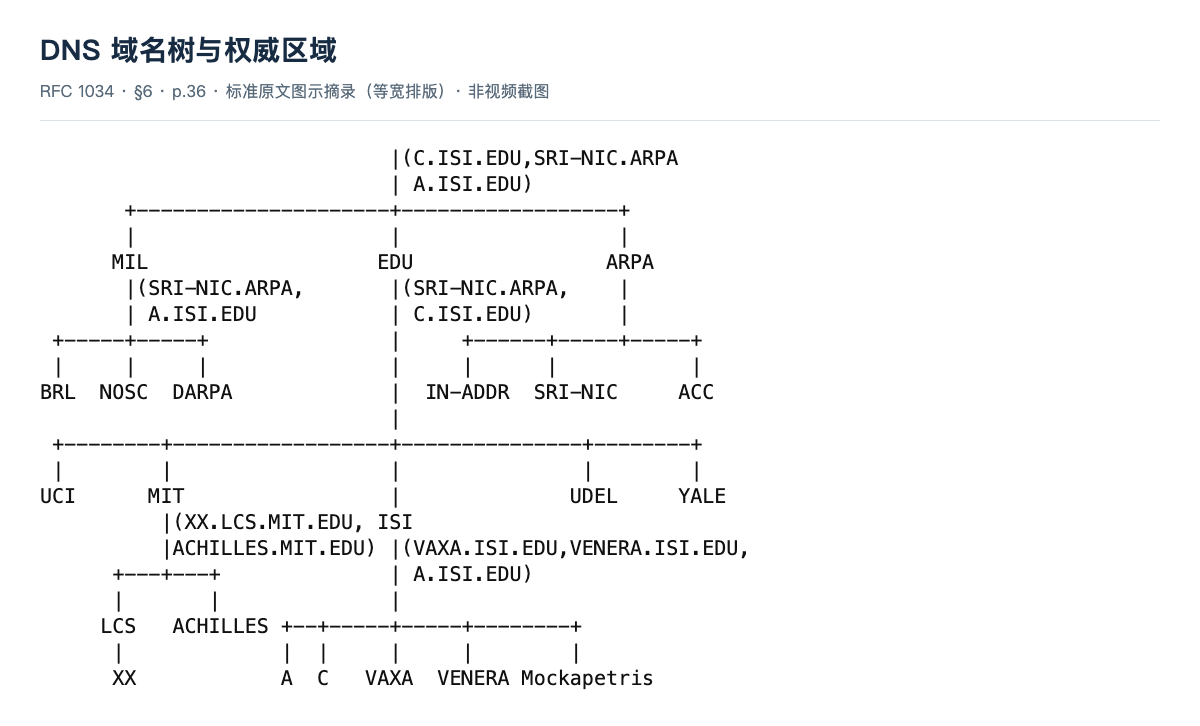 DNS 域名树与权威区域
RFC 1034 · §6 · p.36 · 标准原文图示摘录（等宽排版）· 非视频截图
                             |(C.ISI.EDU,SRI-NIC.ARPA
                             | A.ISI.EDU)
       +---------------------+------------------+
       |                     |                  |
      MIL                   EDU                ARPA
       |(SRI-NIC.ARPA,       |(SRI-NIC.ARPA,    |
       | A.ISI.EDU           | C.ISI.EDU)       |
 +-----+-----+               |     +------+-----+-----+
 |     |     |               |     |      |           |
BRL  NOSC  DARPA             |  IN-ADDR  SRI-NIC     ACC
                             |
 +--------+------------------+---------------+--------+
 |        |                  |               |        |
UCI      MIT                 |              UDEL     YALE
          |(XX.LCS.MIT.EDU, ISI
          |ACHILLES.MIT.EDU) |(VAXA.ISI.EDU,VENERA.ISI.EDU,
      +---+---+              | A.ISI.EDU)
      |       |              |
     LCS   ACHILLES +--+-----+-----+--------+
      |             |  |     |     |        |
      XX            A  C   VAXA  VENERA Mockapetris